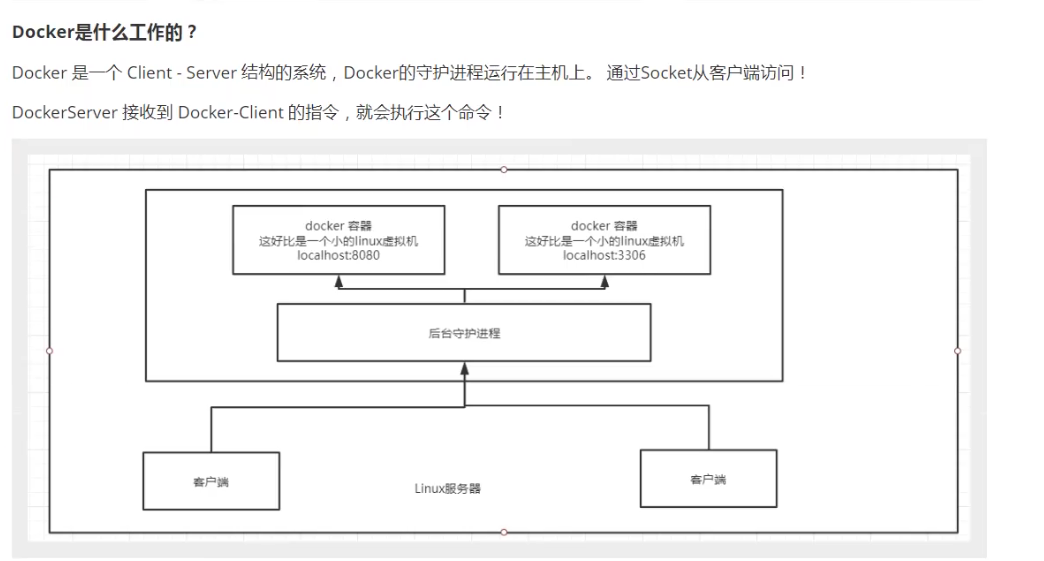 Docker是什么工作的？
Docker 是一个 Client - Server 结构的系统，Docker的守护进程运行在主机上。 通过Socket从客户端访问！
DockerServer 接收到 Docker-Client 的指令，就会执行这个命令！
docker 容器
这好比是一个小的linux虚拟机
localhost:8080
docker 容器
这好比是一个小的linux虚拟机
localhost:3306
后台守护进程
客户端
Linux服务器
客户端